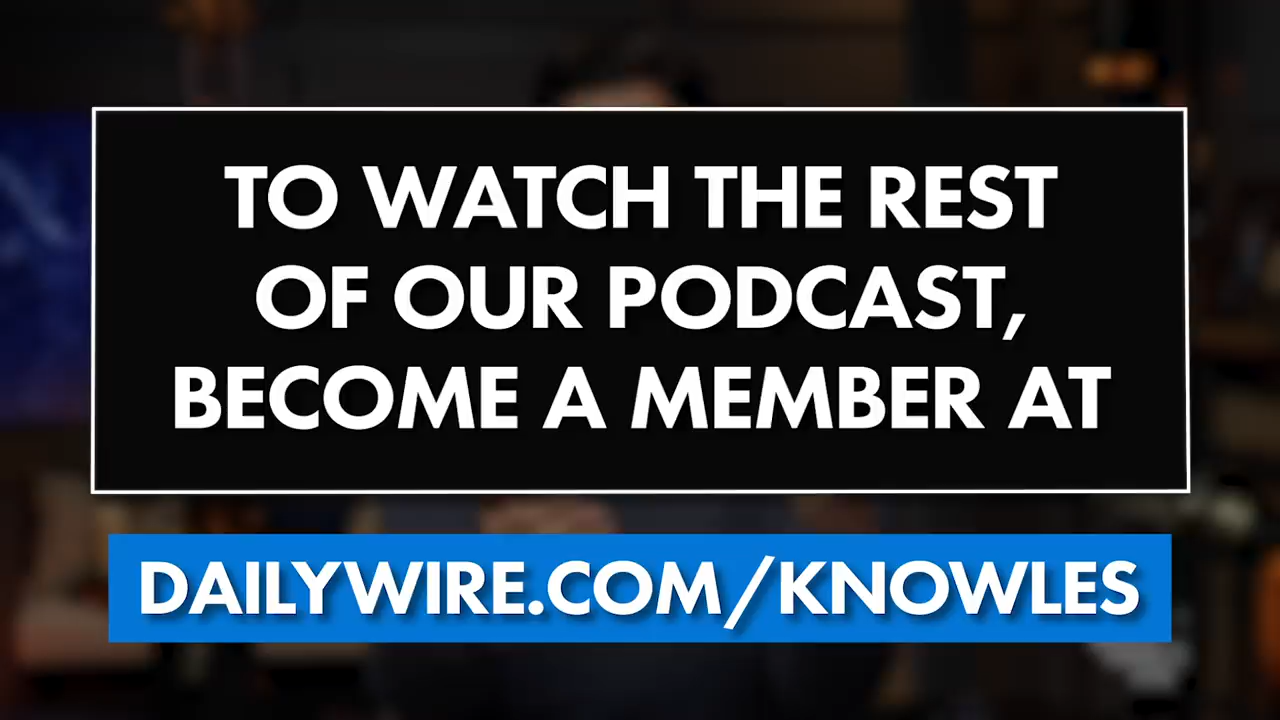 TO WATCH THE REST
OF OUR PODCAST,
BECOME A MEMBER AT
DAILYWIRE.COM/KNOWLES